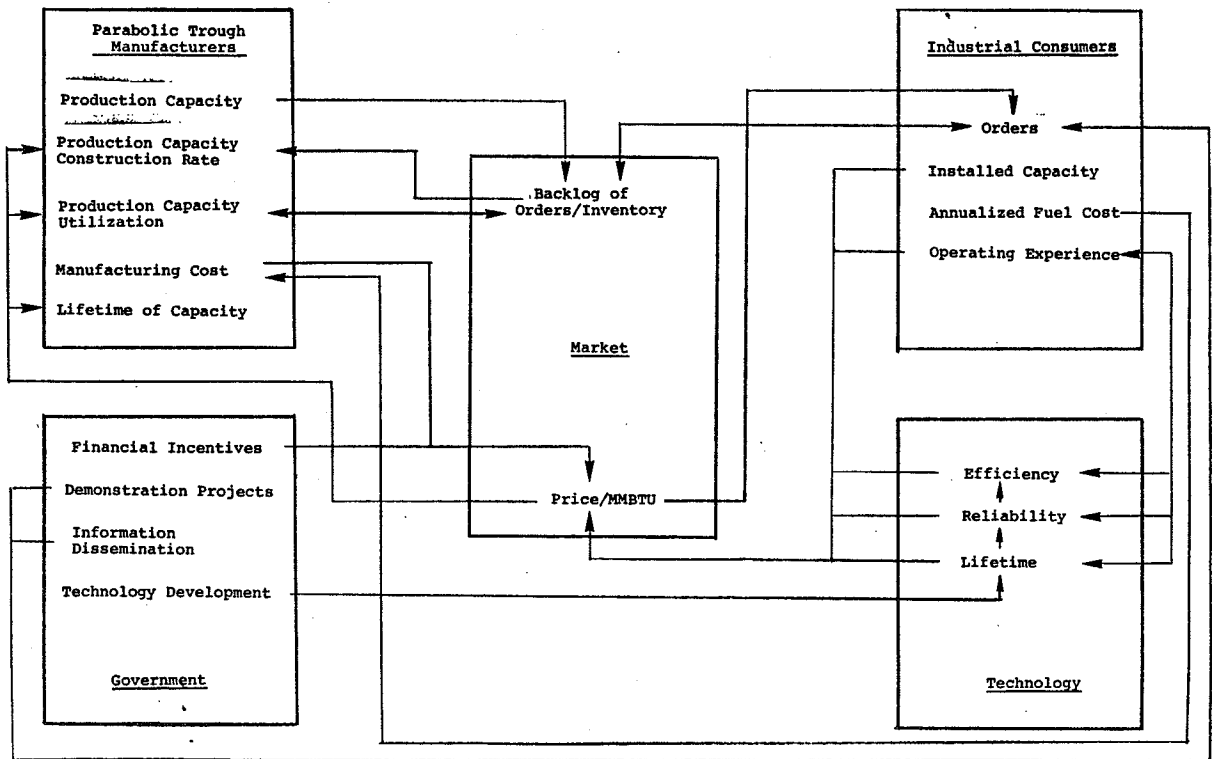 Parabolic Trough
Manufacturers
Production Capacity
Production Capacity
Construction Rate
Production Capacity
Utilization
Manufacturing Cost
Lifetime of Capacity
Backlog of
Orders/Inventory
Market
Price/MMBTU
Industrial Consumers
Orders
Installed Capacity
Annualized Fuel Cost
Operating Experience
Financial Incentives
Demonstration Projects
Information
Dissemination
Technology Development
Government
Efficiency
Reliability
Lifetime
Technology